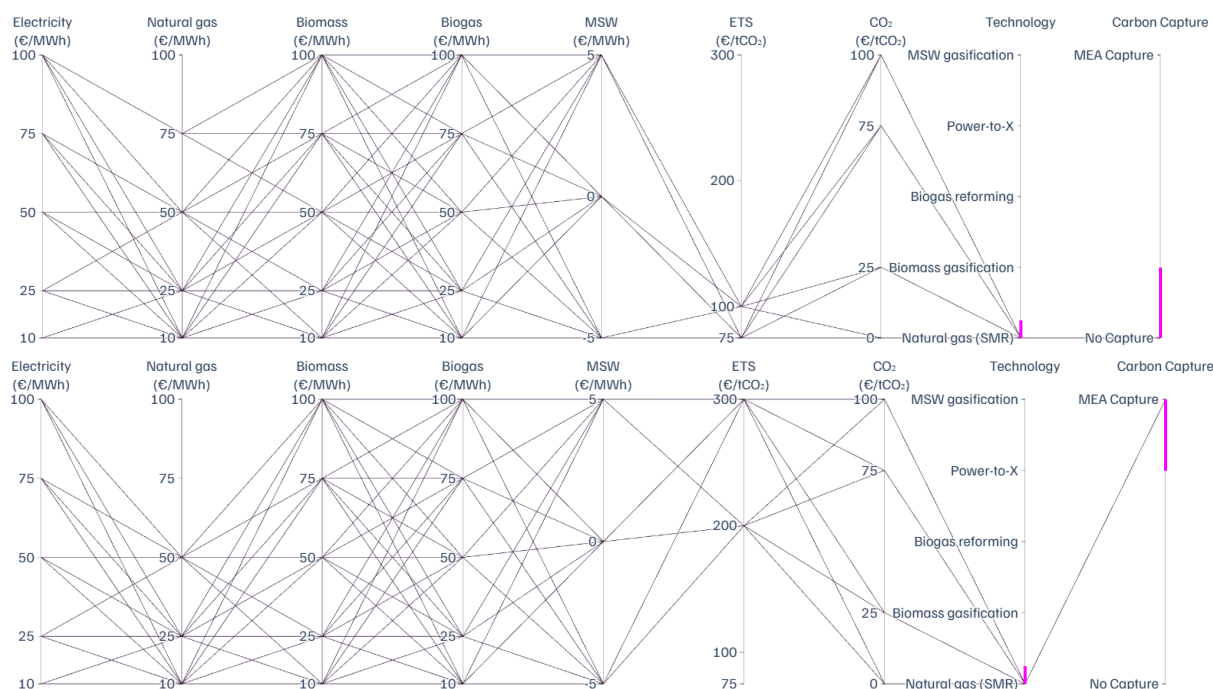 Electricity Natural gas Biomass Biogas MSW ETS CO₂ Technology Carbon Capture
(€/MWh) (€/MWh) (€/MWh) (€/MWh) (€/MWh) (€/tCO₂) (€/tCO₂)
100 100 100 100 5 300 100 MSW gasification MEA Capture
75 75 75 75 75 Power-to-X
200
50 50 50 50 0 Biogas reforming
25 25 25 25 25 Biomass gasification
100
10 10 10 10 -5 75 0 Natural gas (SMR) No Capture
Electricity Natural gas Biomass Biogas MSW ETS CO₂ Technology Carbon Capture
(€/MWh) (€/MWh) (€/MWh) (€/MWh) (€/MWh) (€/tCO₂) (€/tCO₂)
100 100 100 100 5 300 100 MSW gasification MEA Capture
75 75 75 75 75 Power-to-X
200
50 50 50 50 0 Biogas reforming
25 25 25 25 25 Biomass gasification
100
10 10 10 10 -5 75 0 Natural gas (SMR) No Capture